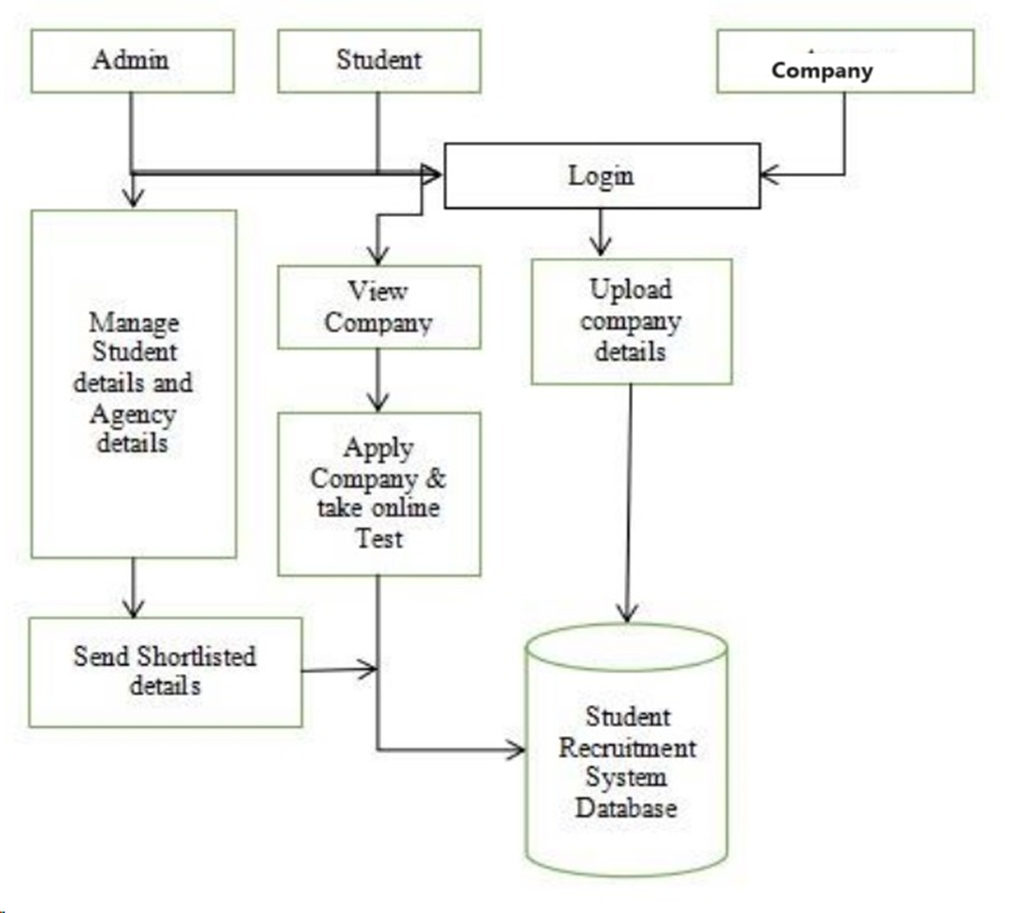 Admin
Student
Company
Login
View
Company
Upload
company
details
Manage
Student
details and
Agency
details
Apply
Company &
take online
Test
Send Shortlisted
details
Student
Recruitment
System
Database